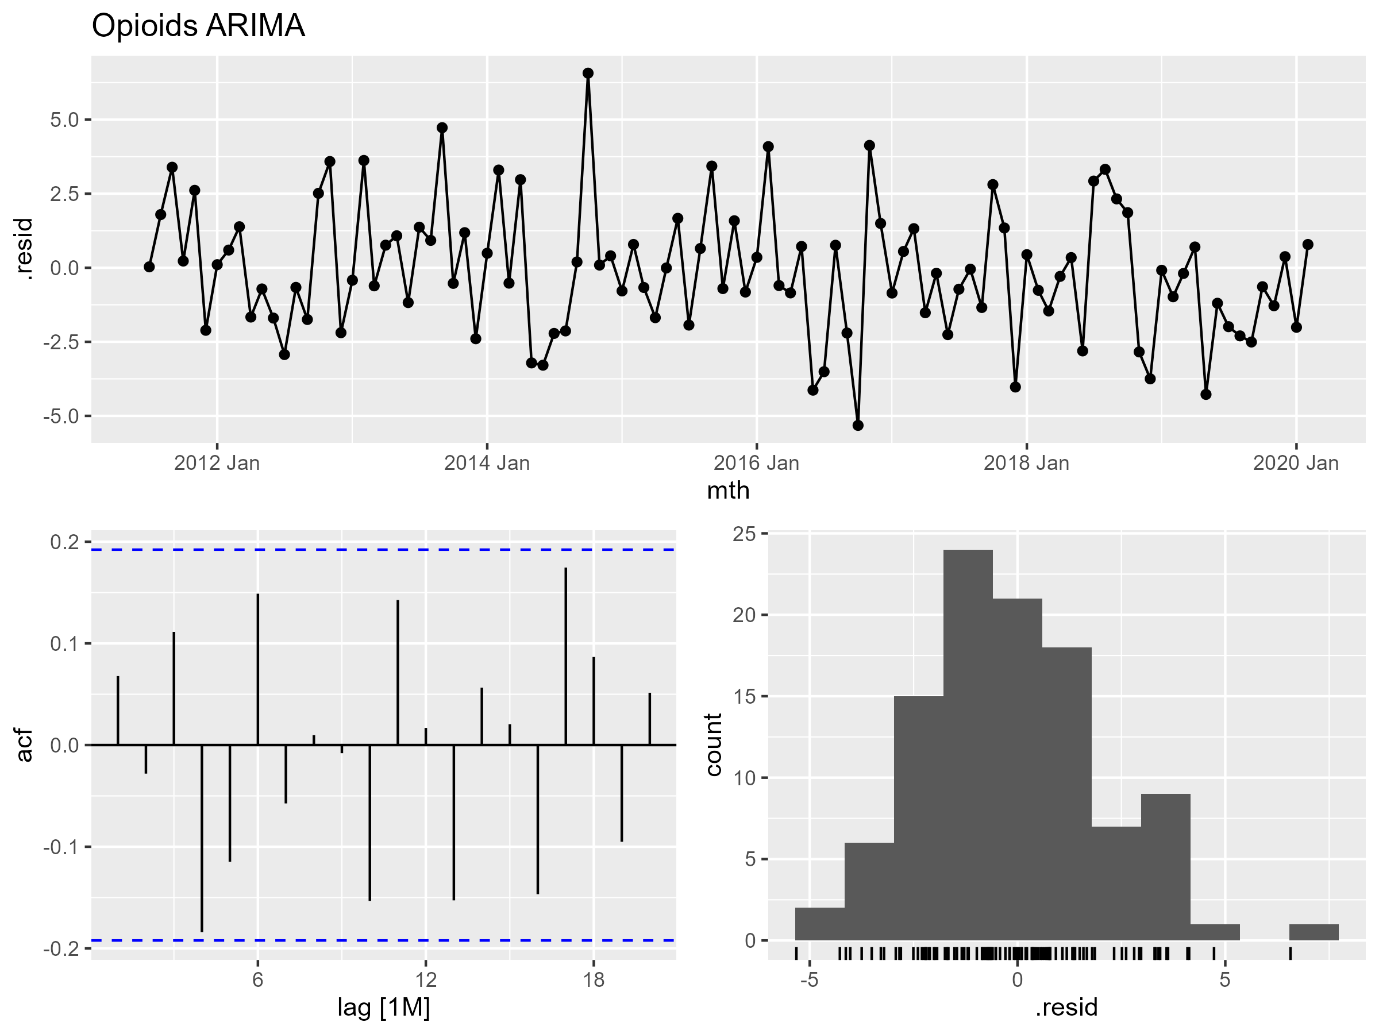 Opioids ARIMA
.resid
5.0
2.5
0.0
-2.5
-5.0
2012 Jan
2014 Jan
2016 Jan
2018 Jan
2020 Jan
mth
acf
0.2
0.1
0.0
-0.1
-0.2
6
12
18
lag [1M]
count
25
20
15
10
5
0
-5
0
5
.resid